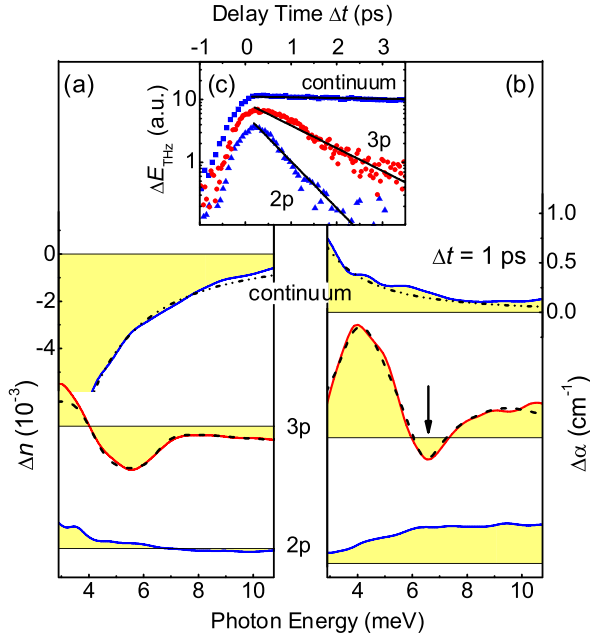 Delay Time Δt (ps)
-1 0 1 2 3
(a) (c) (b)
continuum
10
1
3p
2p
ΔE_THz (a.u.)
Δt = 1 ps
continuum
3p
2p
0
-2
-4
Δn (10⁻³)
1.0
0.5
0.0
Δα (cm⁻¹)
4 6 8 10 4 6 8 10
Photon Energy (meV)